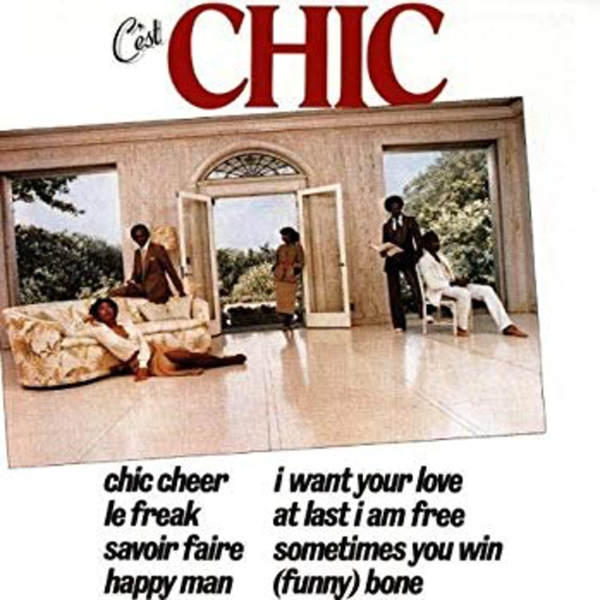 C'est
CHIC
chic cheer
le freak
savoir faire
happy man
i want your love
at last i am free
sometimes you win
(funny) bone